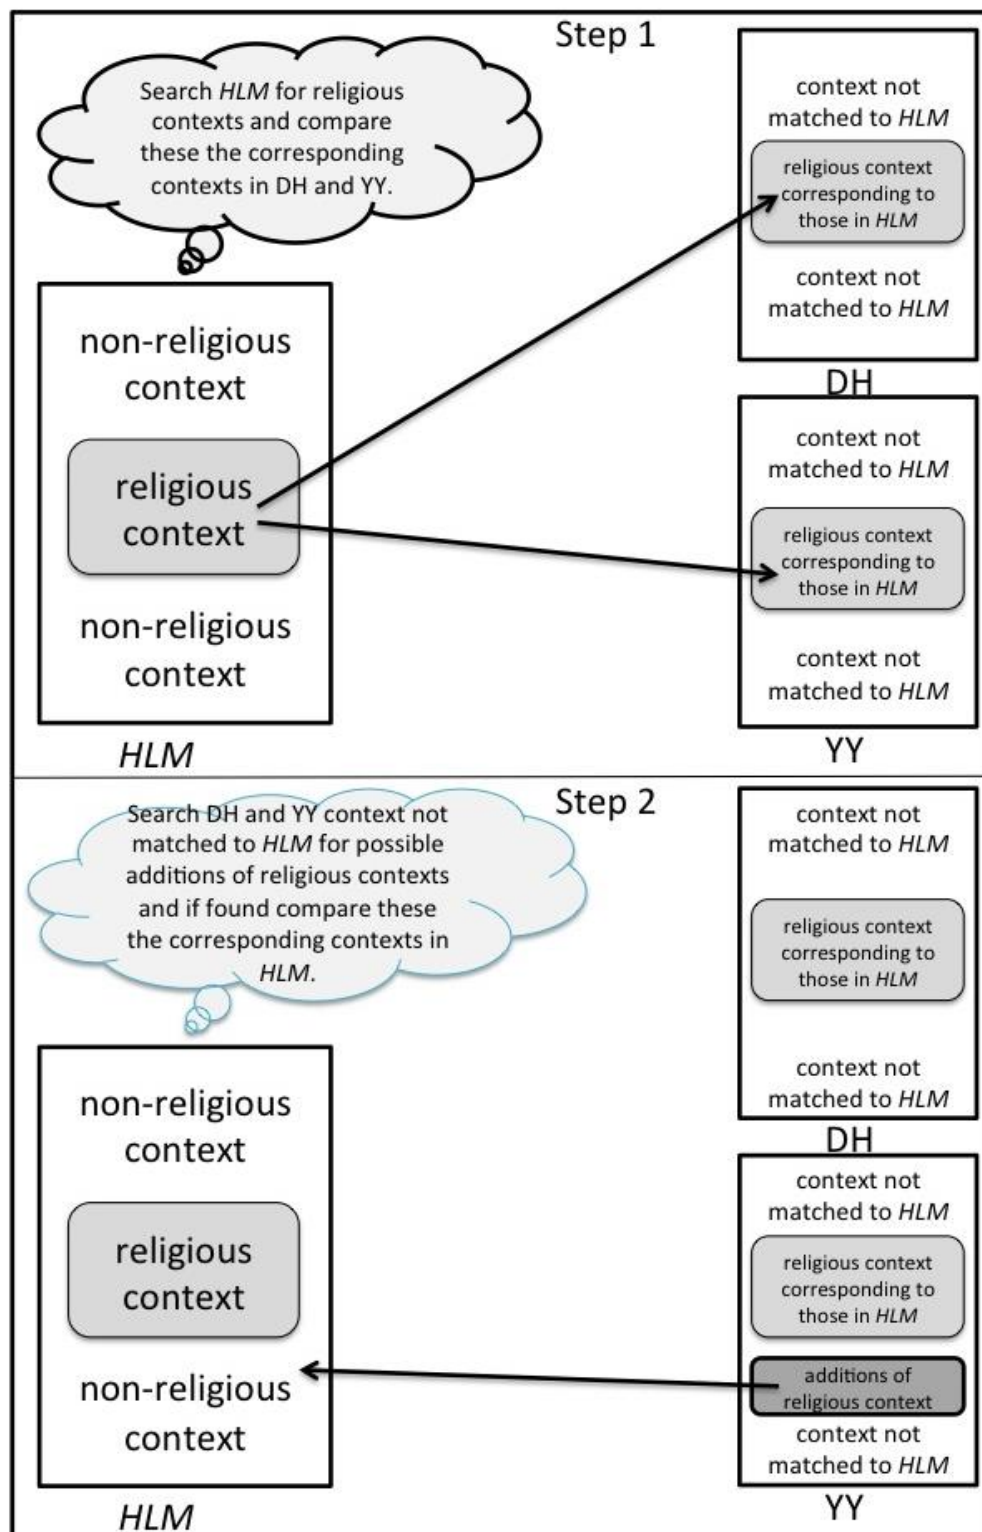 Step 1
Search HLM for religious
contexts and compare
these the corresponding
contexts in DH and YY.
non-religious
context
religious
context
non-religious
context
HLM
context not
matched to HLM
religious context
corresponding to
those in HLM
context not
matched to HLM
DH
context not
matched to HLM
religious context
corresponding to
those in HLM
context not
matched to HLM
YY
Step 2
Search DH and YY context not
matched to HLM for possible
additions of religious contexts
and if found compare these
the corresponding contexts in
HLM.
non-religious
context
religious
context
non-religious
context
HLM
context not
matched to HLM
religious context
corresponding to
those in HLM
context not
matched to HLM
DH
context not
matched to HLM
religious context
corresponding to
those in HLM
additions of
religious context
context not
matched to HLM
YY